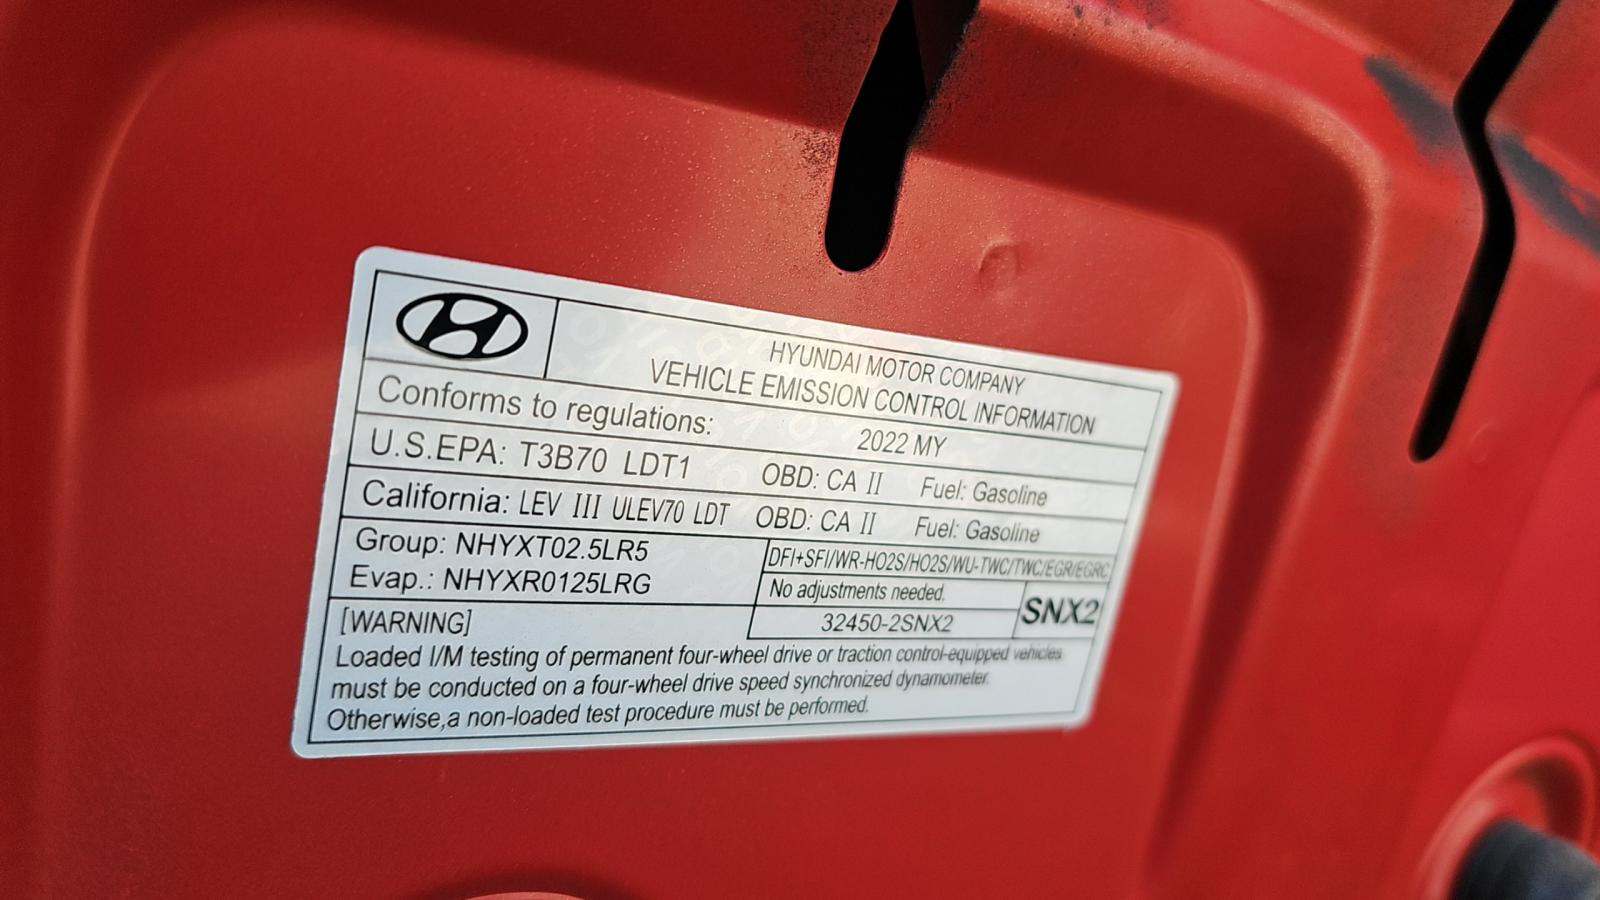 HYUNDAI MOTOR COMPANY
VEHICLE EMISSION CONTROL INFORMATION
Conforms to regulations: 2022 MY
U.S.EPA: T3B70 LDT1 OBD: CA II Fuel: Gasoline
California: LEV III ULEV70 LDT OBD: CA II Fuel: Gasoline
Group: NHYXT02.5LR5
Evap.: NHYXR0125LRG
DFI+SFI/WR-HO2S/HO2S/WU-TWC/TWC/EGR/EGRC
No adjustments needed.
32450-2SNX2
SNX2
[WARNING]
Loaded I/M testing of permanent four-wheel drive or traction control-equipped vehicles
must be conducted on a four-wheel drive speed synchronized dynamometer.
Otherwise,a non-loaded test procedure must be performed.